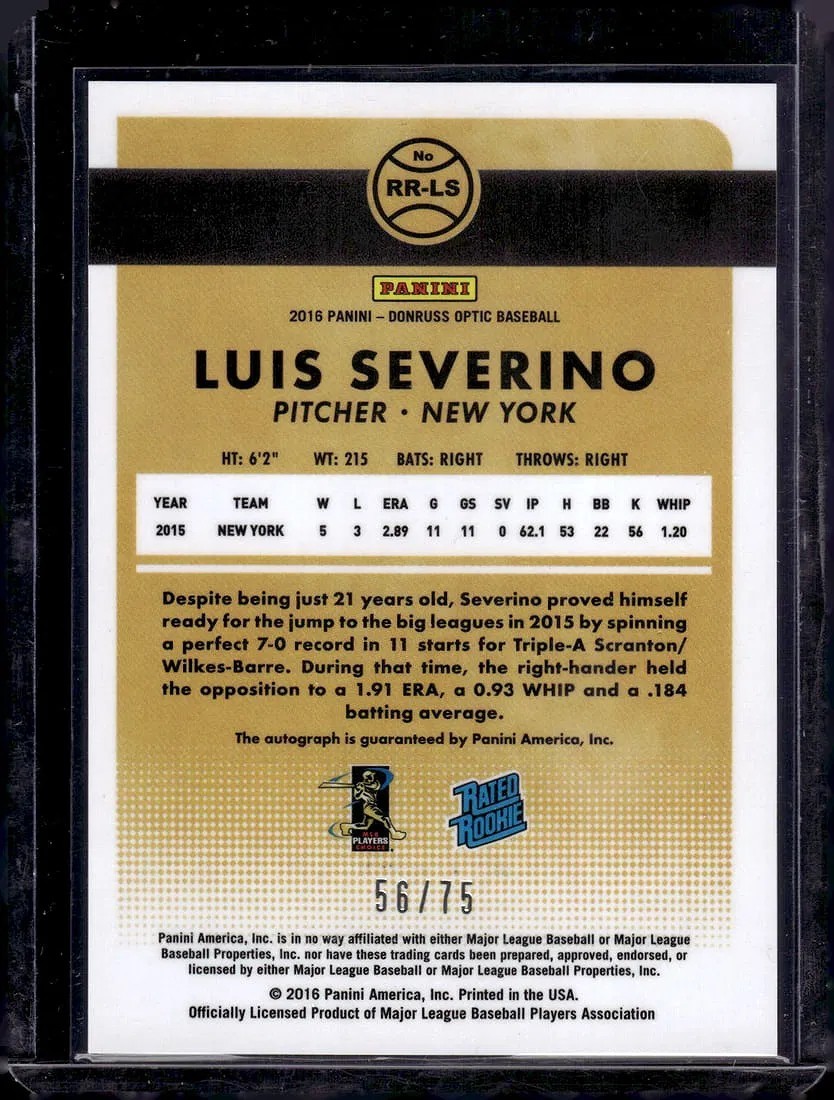 No
RR-LS
PANINI
2016 PANINI – DONRUSS OPTIC BASEBALL
LUIS SEVERINO
PITCHER • NEW YORK
HT: 6'2" WT: 215 BATS: RIGHT THROWS: RIGHT
YEAR TEAM W L ERA G GS SV IP H BB K WHIP
2015 NEW YORK 5 3 2.89 11 11 0 62.1 53 22 56 1.20
Despite being just 21 years old, Severino proved himself
ready for the jump to the big leagues in 2015 by spinning
a perfect 7-0 record in 11 starts for Triple-A Scranton/
Wilkes-Barre. During that time, the right-hander held
the opposition to a 1.91 ERA, a 0.93 WHIP and a .184
batting average.
The autograph is guaranteed by Panini America, Inc.
MLB
PLAYERS
CHOICE
RATED
ROOKIE
56/75
Panini America, Inc. is in no way affiliated with either Major League Baseball or Major League
Baseball Properties, Inc. nor have these trading cards been prepared, approved, endorsed, or
licensed by either Major League Baseball or Major League Baseball Properties, Inc.
© 2016 Panini America, Inc. Printed in the USA.
Officially Licensed Product of Major League Baseball Players Association